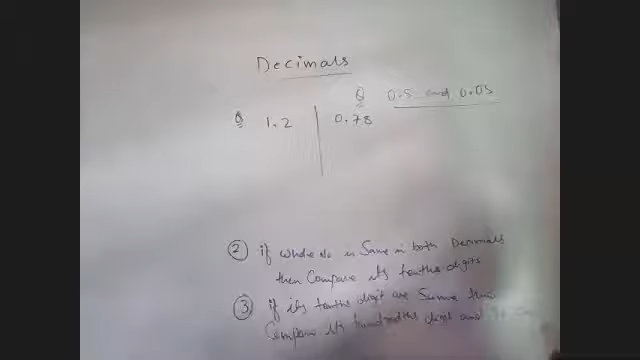 Decimals
Q 0.5 and 0.05
Q 1.2 | 0.78
② if whole no is Same in both Decimals
then Compare its tenths digits
③ if its tenths digit are Same then
Compare its hundredths digit and